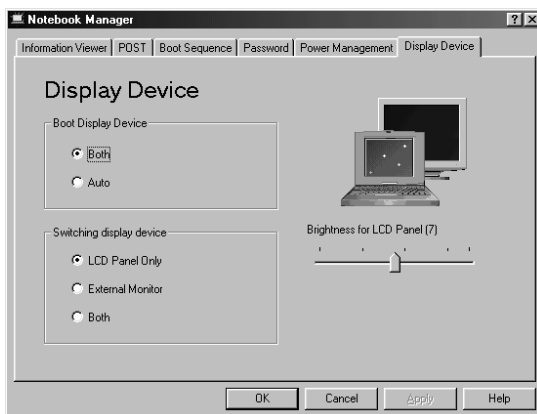 Notebook Manager
Information Viewer POST Boot Sequence Password Power Management Display Device
Display Device
Boot Display Device
Both
Auto
Switching display device
LCD Panel Only
External Monitor
Both
Brightness for LCD Panel (7)
OK Cancel Apply Help